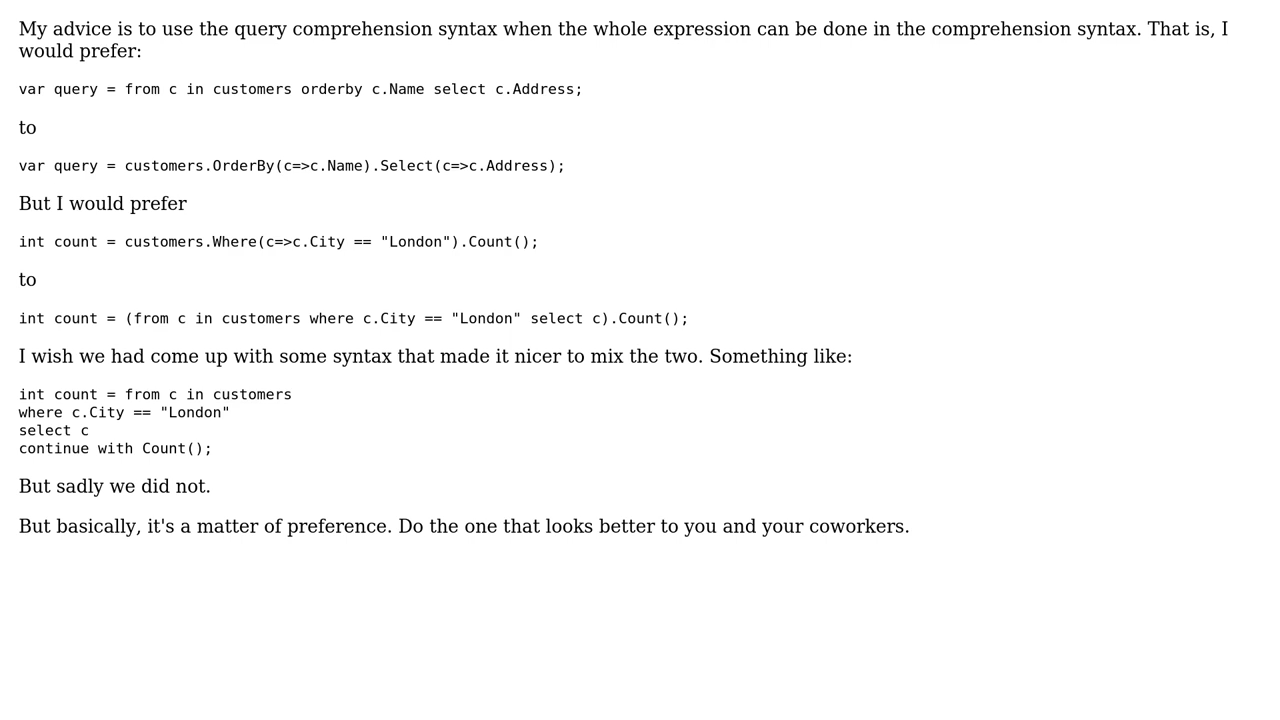 My advice is to use the query comprehension syntax when the whole expression can be done in the comprehension syntax. That is, I
would prefer:
var query = from c in customers orderby c.Name select c.Address;
to
var query = customers.OrderBy(c=>c.Name).Select(c=>c.Address);
But I would prefer
int count = customers.Where(c=>c.City == "London").Count();
to
int count = (from c in customers where c.City == "London" select c).Count();
I wish we had come up with some syntax that made it nicer to mix the two. Something like:
int count = from c in customers
where c.City == "London"
select c
continue with Count();
But sadly we did not.
But basically, it's a matter of preference. Do the one that looks better to you and your coworkers.